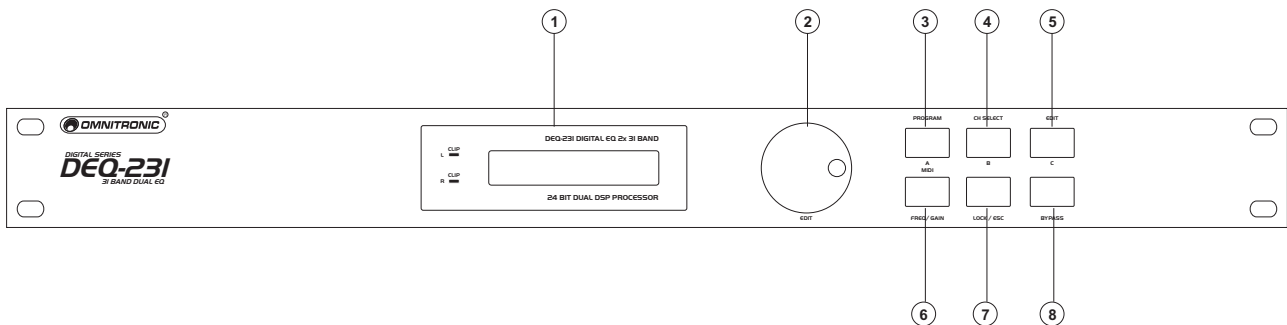 1 2 3 4 5
PROGRAM CH SELECT EDIT
OMNITRONIC ®
DEQ-231 DIGITAL EQ 2x 31 BAND
CLIP
L
CLIP
R
24 BIT DUAL DSP PROCESSOR
DIGITAL SERIES
DEQ-231
31 BAND DUAL EQ
A B C
MIDI
EDIT
FREQ/ GAIN LOCK / ESC BYPASS
6 7 8